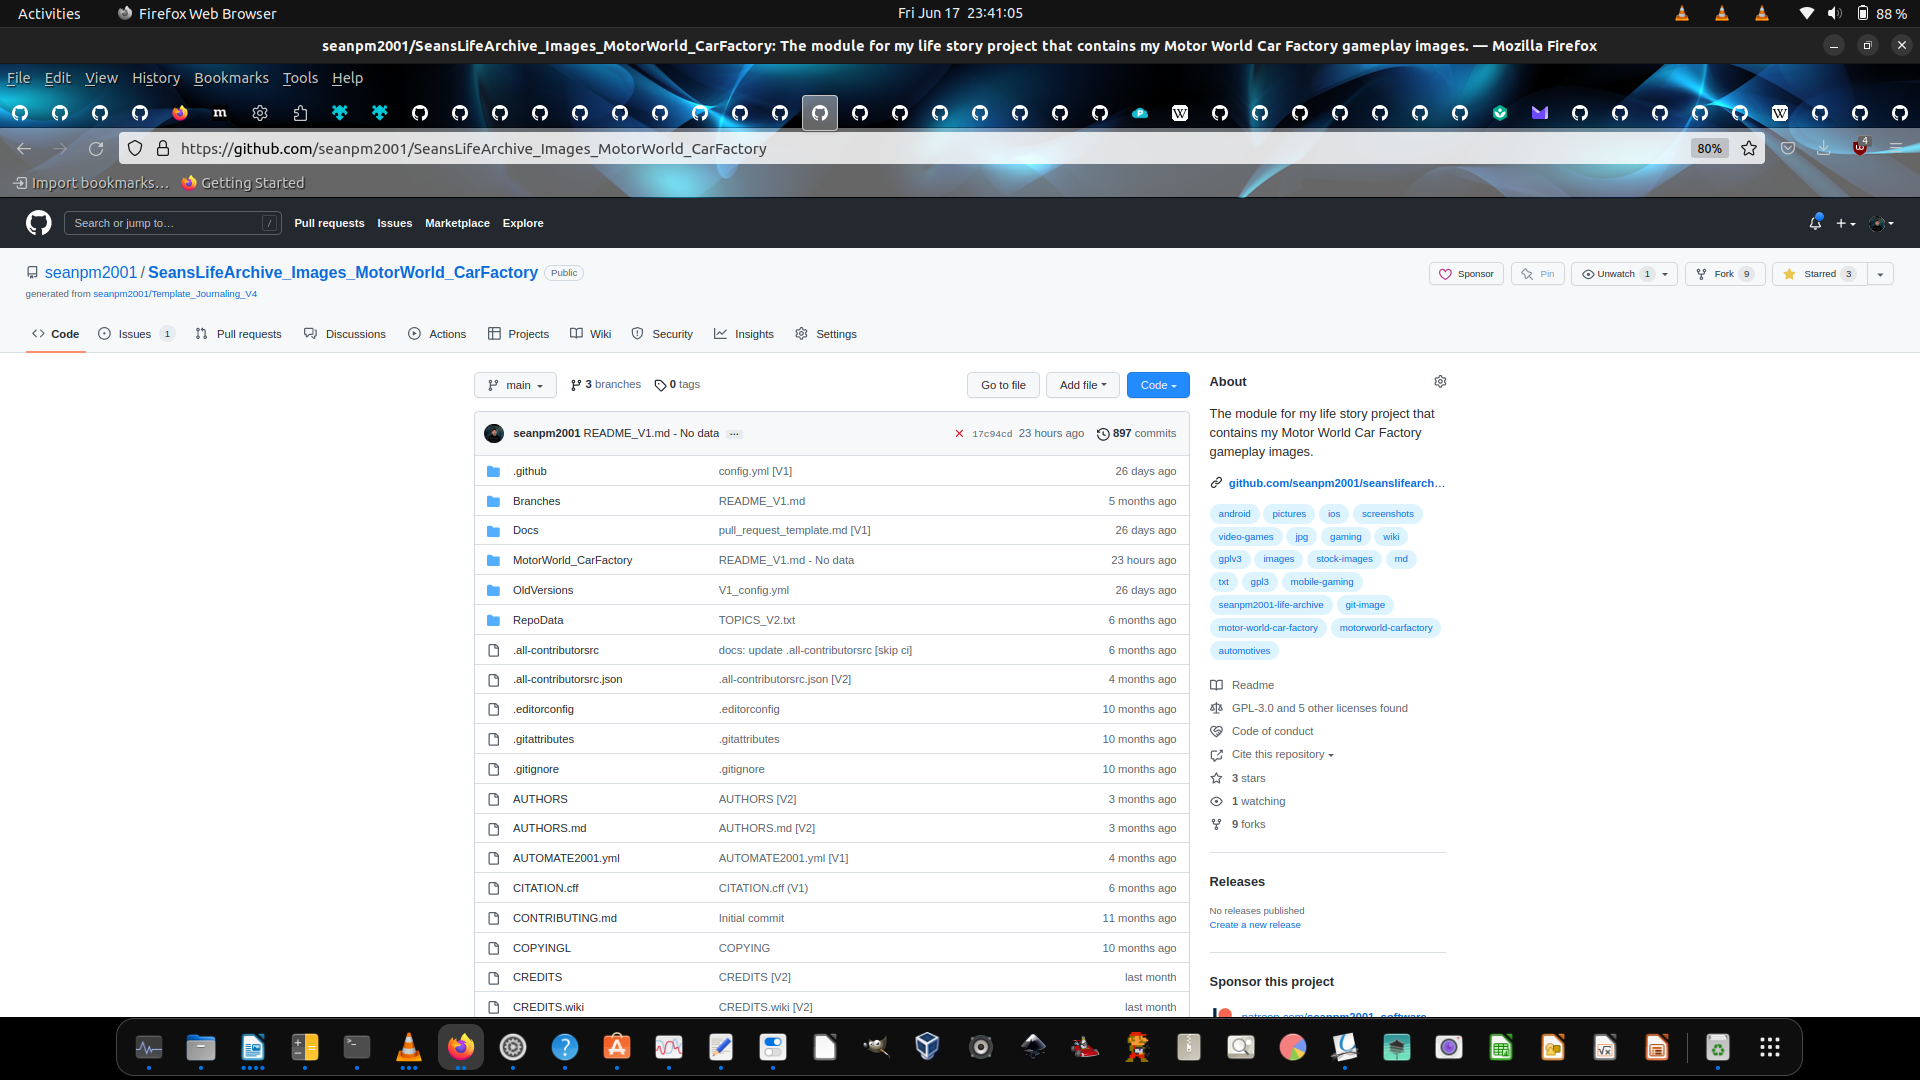 Activities
Firefox Web Browser
Fri Jun 17  23:41:05
88 %
seanpm2001/SeansLifeArchive_Images_MotorWorld_CarFactory: The module for my life story project that contains my Motor World Car Factory gameplay images. — Mozilla Firefox
File Edit View History Bookmarks Tools Help
https://github.com/seanpm2001/SeansLifeArchive_Images_MotorWorld_CarFactory
80%
4
Import bookmarks…
Getting Started
Search or jump to…
/
Pull requests Issues Marketplace Explore
seanpm2001 / SeansLifeArchive_Images_MotorWorld_CarFactory Public
Sponsor Pin Unwatch 1 Fork 9 Starred 3
generated from seanpm2001/Template_Journaling_V4
Code Issues 1 Pull requests Discussions Actions Projects Wiki Security Insights Settings
main 3 branches 0 tags
Go to file Add file Code
seanpm2001 README_V1.md - No data ... 17c94cd 23 hours ago 897 commits
.github config.yml [V1] 26 days ago
Branches README_V1.md 5 months ago
Docs pull_request_template.md [V1] 26 days ago
MotorWorld_CarFactory README_V1.md - No data 23 hours ago
OldVersions V1_config.yml 26 days ago
RepoData TOPICS_V2.txt 6 months ago
.all-contributorsrc docs: update .all-contributorsrc [skip ci] 6 months ago
.all-contributorsrc.json .all-contributorsrc.json [V2] 4 months ago
.editorconfig .editorconfig 10 months ago
.gitattributes .gitattributes 10 months ago
.gitignore .gitignore 10 months ago
AUTHORS AUTHORS [V2] 3 months ago
AUTHORS.md AUTHORS.md [V2] 3 months ago
AUTOMATE2001.yml AUTOMATE2001.yml [V1] 4 months ago
CITATION.cff CITATION.cff (V1) 6 months ago
CONTRIBUTING.md Initial commit 11 months ago
COPYINGL COPYING 10 months ago
CREDITS CREDITS [V2] last month
CREDITS.wiki CREDITS.wiki [V2] last month
About
The module for my life story project that
contains my Motor World Car Factory
gameplay images.
github.com/seanpm2001/seanslifearch…
android pictures ios screenshots
video-games jpg gaming wiki
gplv3 images stock-images md
txt gpl3 mobile-gaming
seanpm2001-life-archive git-image
motor-world-car-factory motorworld-carfactory
automotives
Readme
GPL-3.0 and 5 other licenses found
Code of conduct
Cite this repository
3 stars
1 watching
9 forks
Releases
No releases published
Create a new release
Sponsor this project
patreon.com/seanpm2001_software